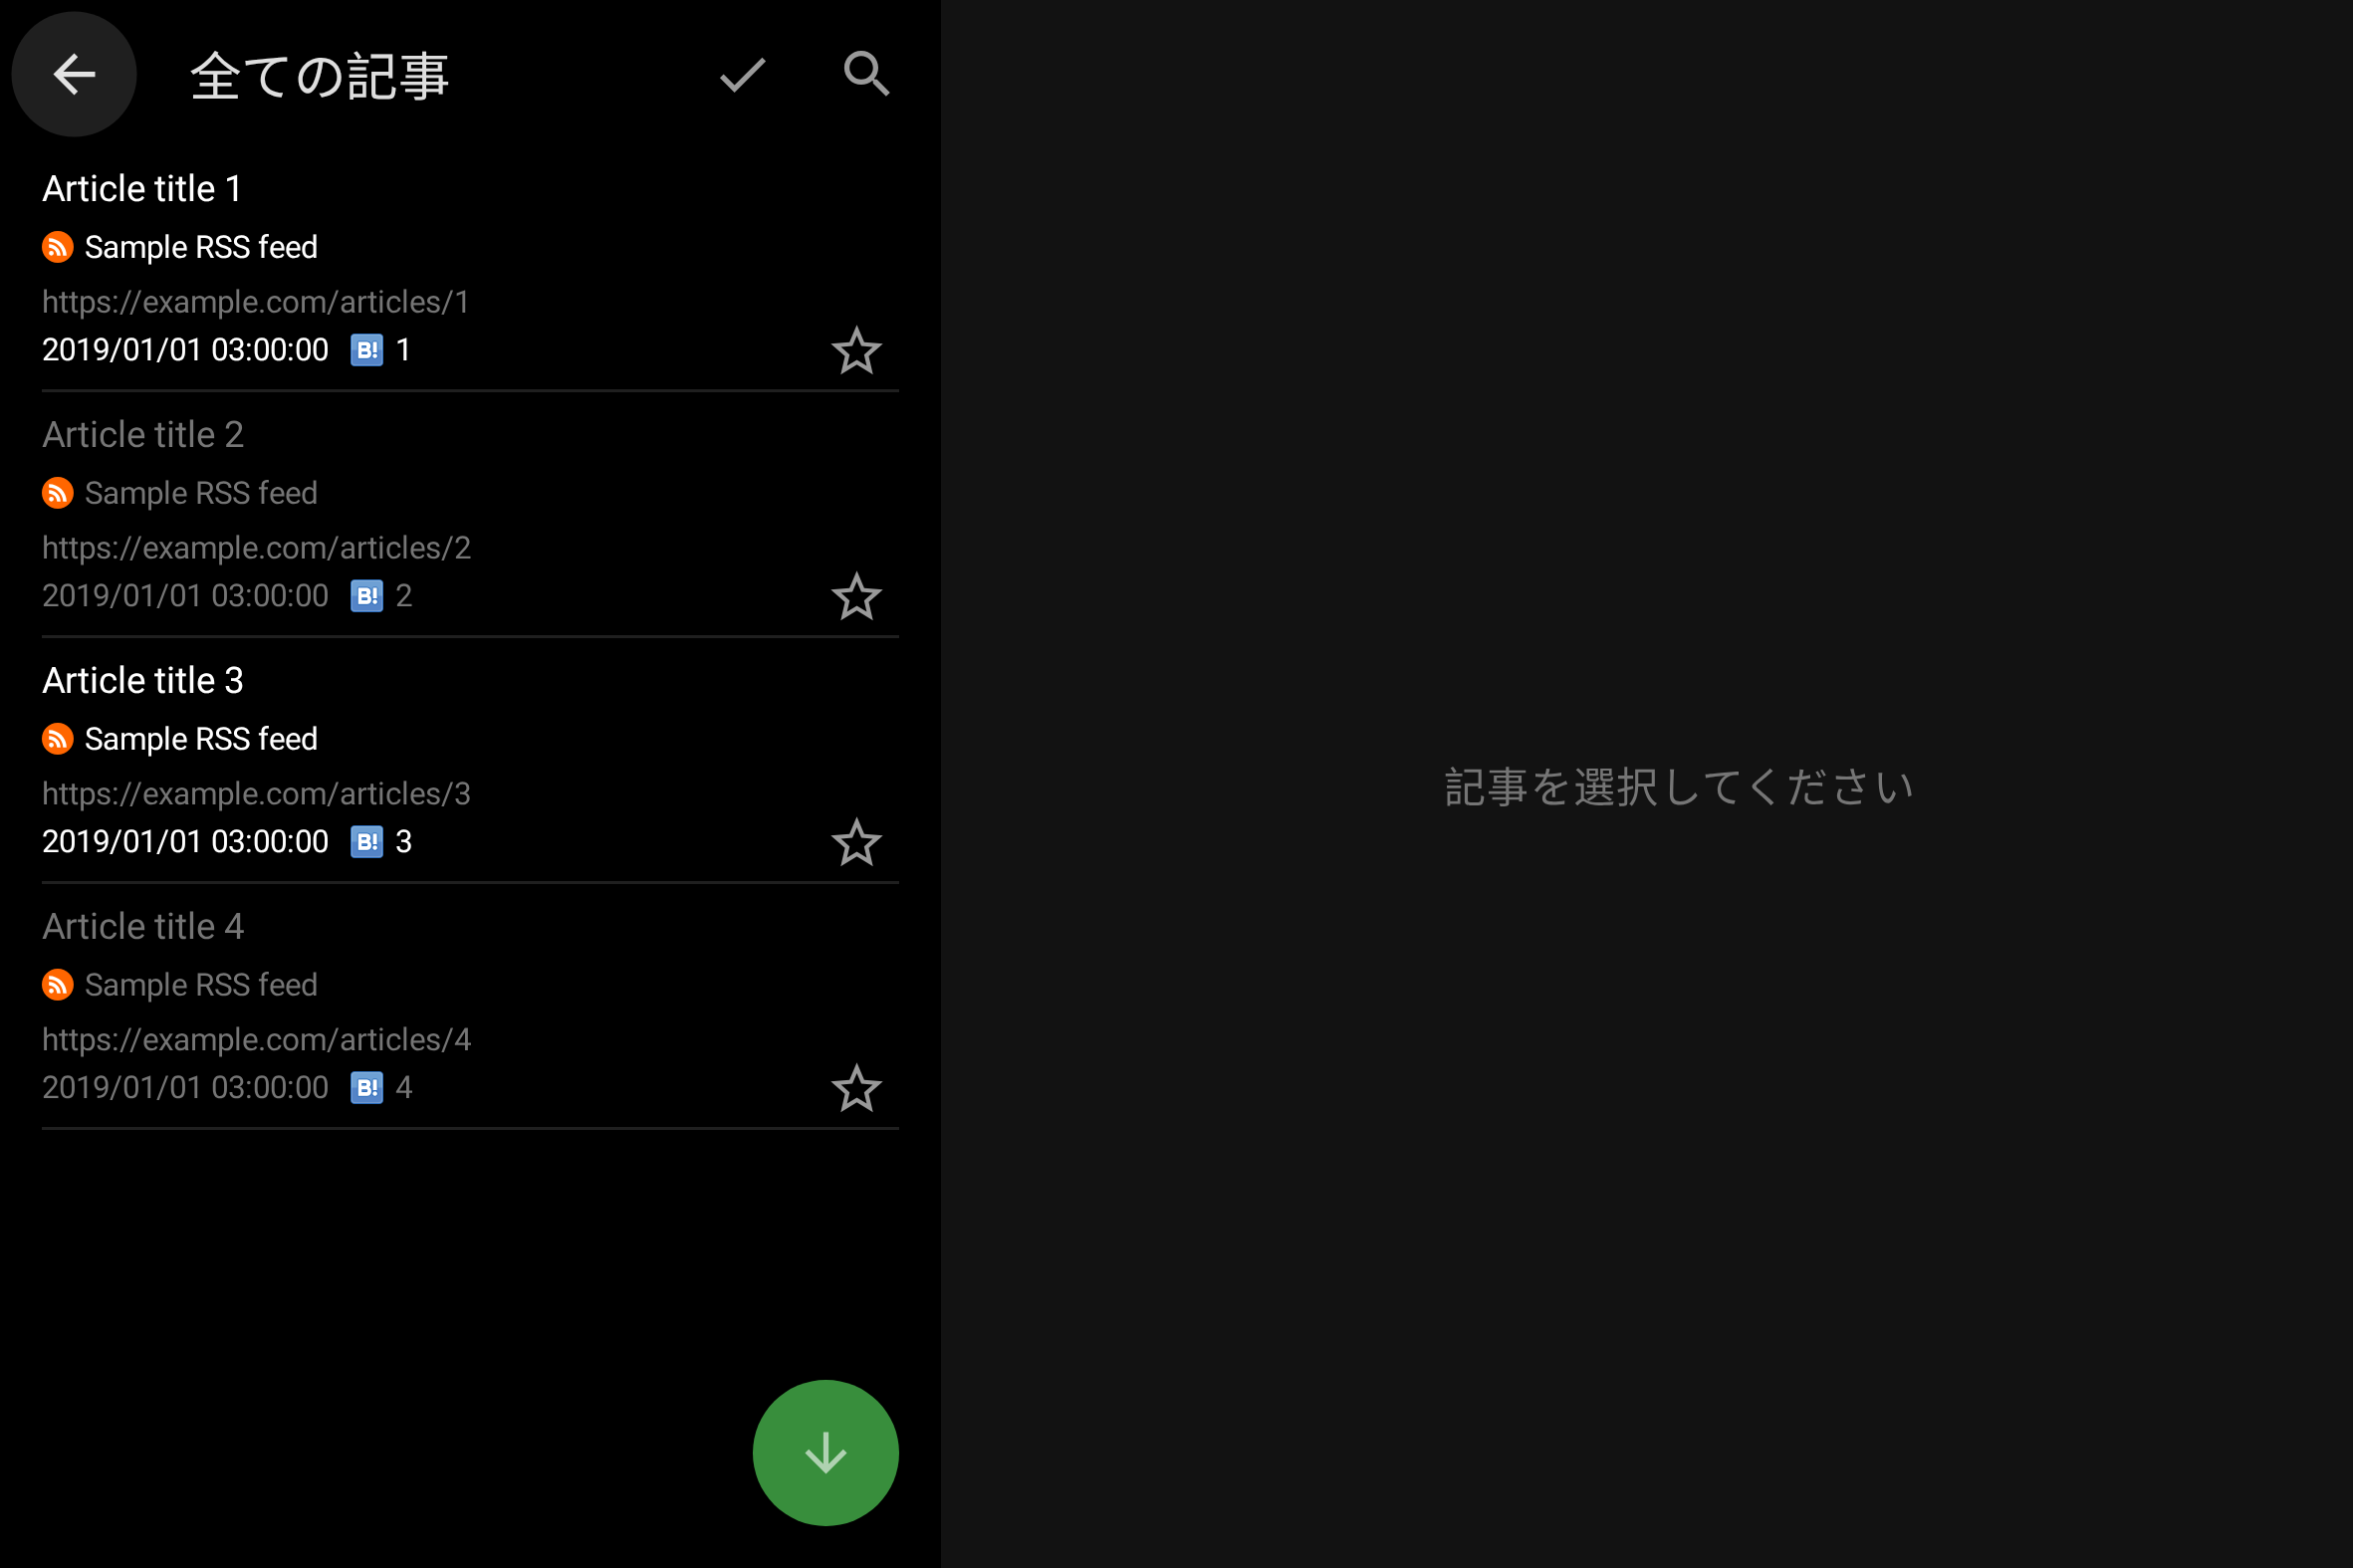 全ての記事
Article title 1
Sample RSS feed
https://example.com/articles/1
2019/01/01 03:00:00 B! 1
Article title 2
Sample RSS feed
https://example.com/articles/2
2019/01/01 03:00:00 B! 2
Article title 3
Sample RSS feed
https://example.com/articles/3
2019/01/01 03:00:00 B! 3
Article title 4
Sample RSS feed
https://example.com/articles/4
2019/01/01 03:00:00 B! 4
記事を選択してください